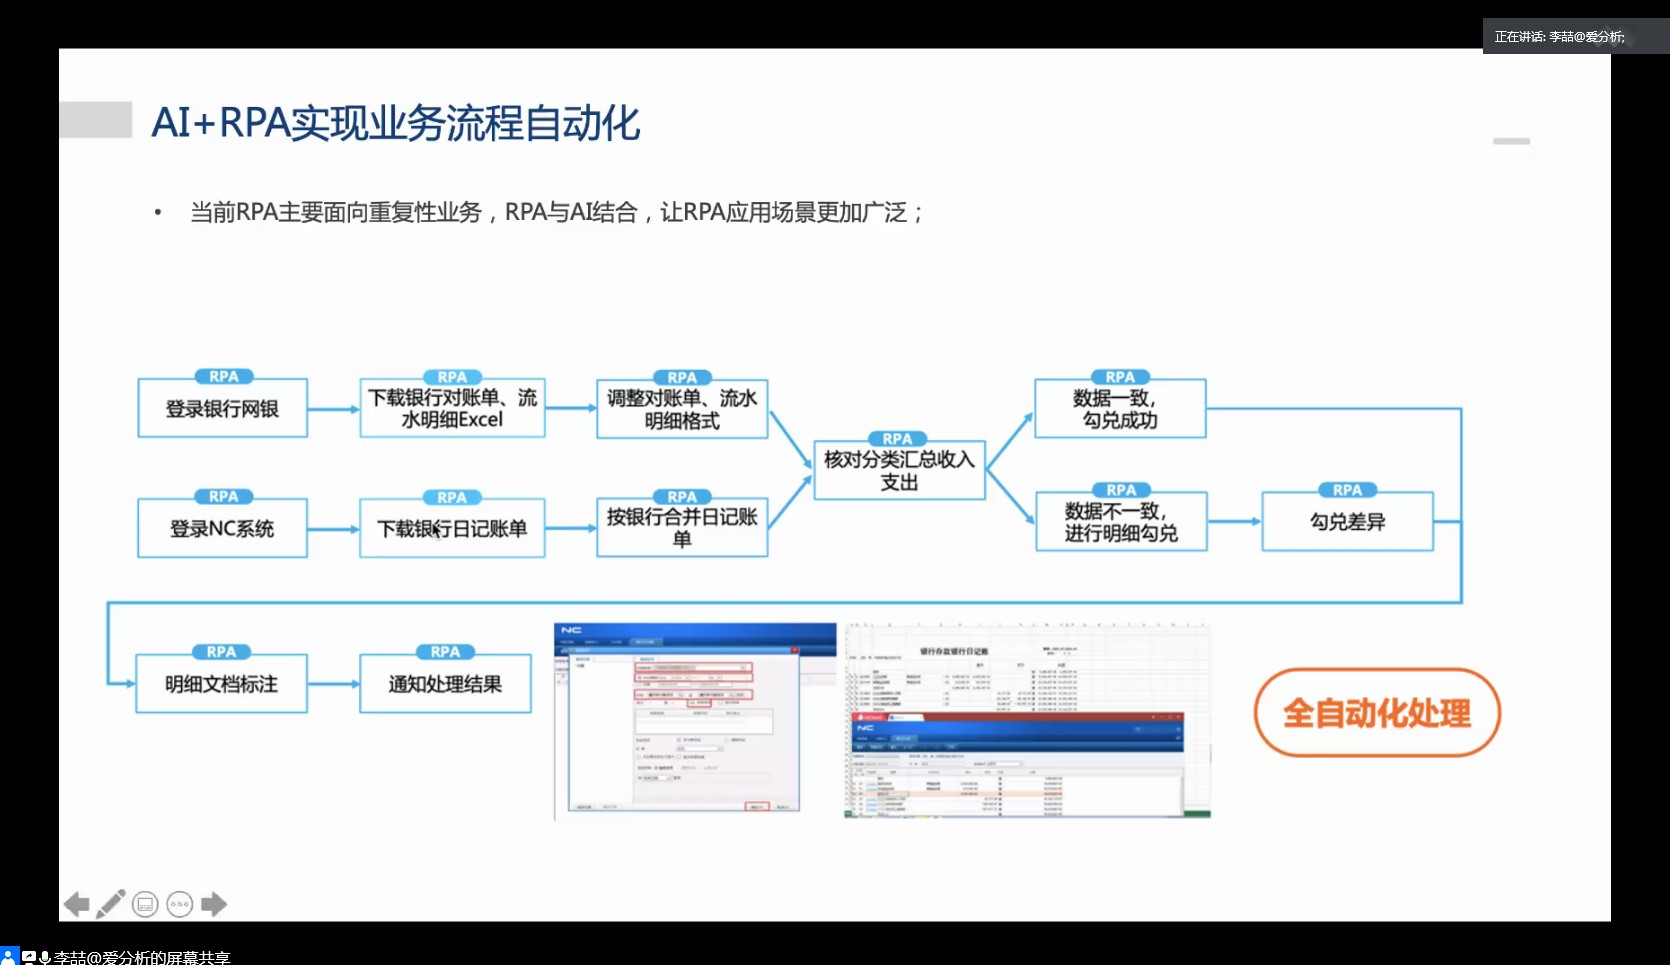 正在讲话: 李喆@爱分析;
AI+RPA实现业务流程自动化
• 当前RPA主要面向重复性业务，RPA与AI结合，让RPA应用场景更加广泛；
RPA
登录银行网银
RPA
下载银行对账单、流
水明细Excel
RPA
调整对账单、流水
明细格式
RPA
登录NC系统
RPA
下载银行日记账单
RPA
按银行合并日记账
单
RPA
核对分类汇总收入
支出
RPA
数据一致，
勾兑成功
RPA
数据不一致，
进行明细勾兑
RPA
勾兑差异
RPA
明细文档标注
RPA
通知处理结果
NC
银行存款银行日记账
NC
全自动化处理
李喆@爱分析的屏幕共享